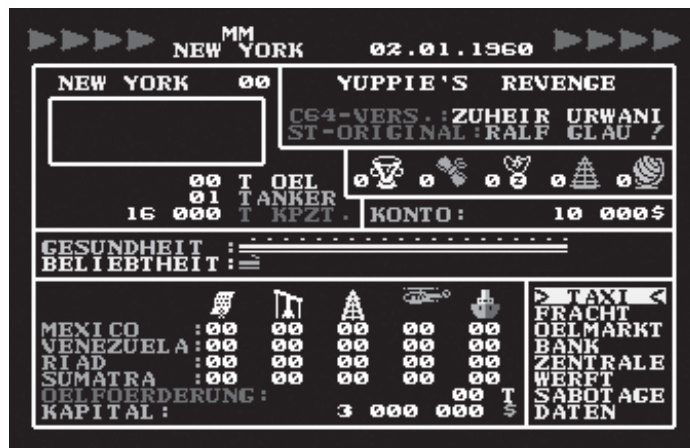 MM
NEW YORK 02.01.1960
NEW YORK 00
YUPPIE'S REVENGE
C64-VERS.:ZUHEIR URWANI
ST-ORIGINAL:RALF GLAU !
00 T OEL
01 TANKER
16 000 T KPZT.
0 0 0 0 0
KONTO: 10 000$
GESUNDHEIT :
BELIEBTHEIT:
MEXICO :00 00 00 00 00
VENEZUELA:00 00 00 00 00
RIAD :00 00 00 00 00
SUMATRA :00 00 00 00 00
OELFOERDERUNG: 00 T
KAPITAL: 3 000 000 $
> TAXI <
FRACHT
OELMARKT
BANK
ZENTRALE
WERFT
SABOTAGE
DATEN